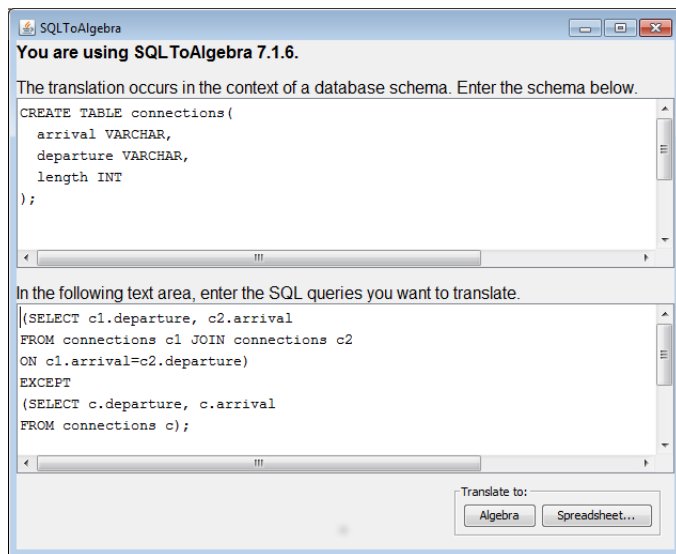 SQLToAlgebra
You are using SQLToAlgebra 7.1.6.
The translation occurs in the context of a database schema. Enter the schema below.
CREATE TABLE connections(
  arrival VARCHAR,
  departure VARCHAR,
  length INT
);
In the following text area, enter the SQL queries you want to translate.
(SELECT c1.departure, c2.arrival
FROM connections c1 JOIN connections c2
ON c1.arrival=c2.departure)
EXCEPT
(SELECT c.departure, c.arrival
FROM connections c);
Translate to:
Algebra Spreadsheet...